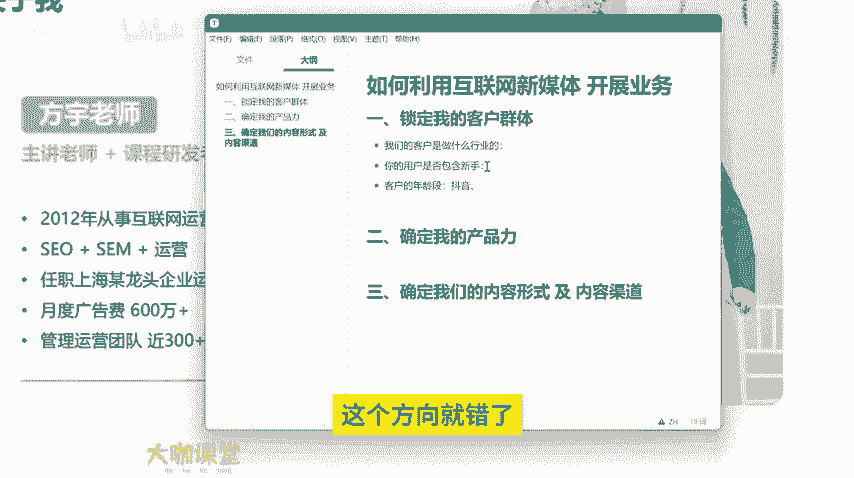 关于我
方宇老师
主讲老师 + 课程研发老
2012年从事互联网运营
SEO + SEM + 运营
任职上海某龙头企业运
月度广告费 600万+
管理运营团队 近300+
大咖课堂
T
文件(F) 编辑(E) 段落(P) 格式(O) 视图(V) 主题(T) 帮助(H)
文件 大纲
如何利用互联网新媒体 开展业务
一、锁定我的客户群体
二、确定我的产品力
三、确定我们的内容形式 及
内容渠道
如何利用互联网新媒体 开展业务
一、锁定我的客户群体
我们的客户是做什么行业的：
你的用户是否包含新手：
客户的年龄段：抖音、
二、确定我的产品力
三、确定我们的内容形式 及 内容渠道
ZH 79 词
这个方向就错了